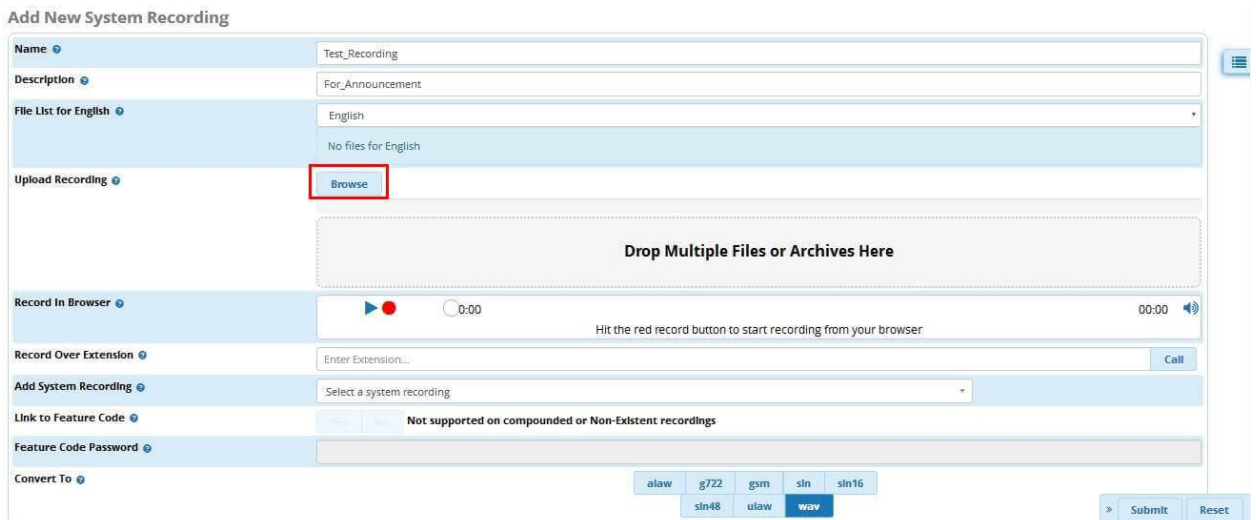 Add New System Recording
Name
Test_Recording
Description
For_Announcement
File List for English
English
No files for English
Upload Recording
Browse
Drop Multiple Files or Archives Here
Record In Browser
0:00 00:00
Hit the red record button to start recording from your browser
Record Over Extension
Enter Extension... Call
Add System Recording
Select a system recording
Link to Feature Code
Yes No Not supported on compounded or Non-Existent recordings
Feature Code Password
Convert To
alaw g722 gsm sln sln16
sln48 ulaw wav
» Submit Reset